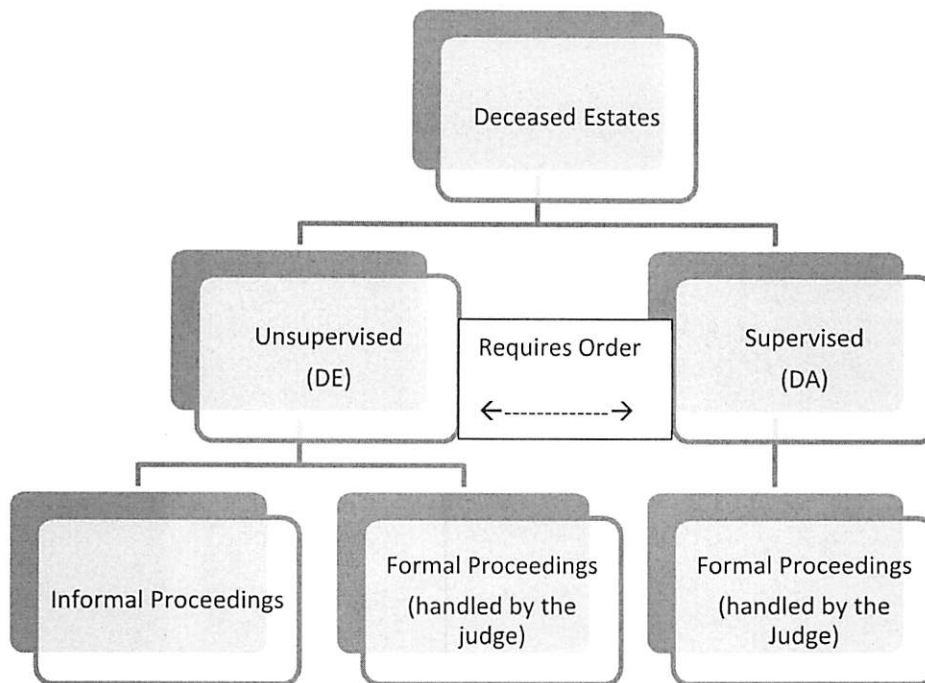 Deceased Estates
Unsupervised
(DE)
Requires Order
←------------→
Supervised
(DA)
Informal Proceedings
Formal Proceedings
(handled by the
judge)
Formal Proceedings
(handled by the
Judge)